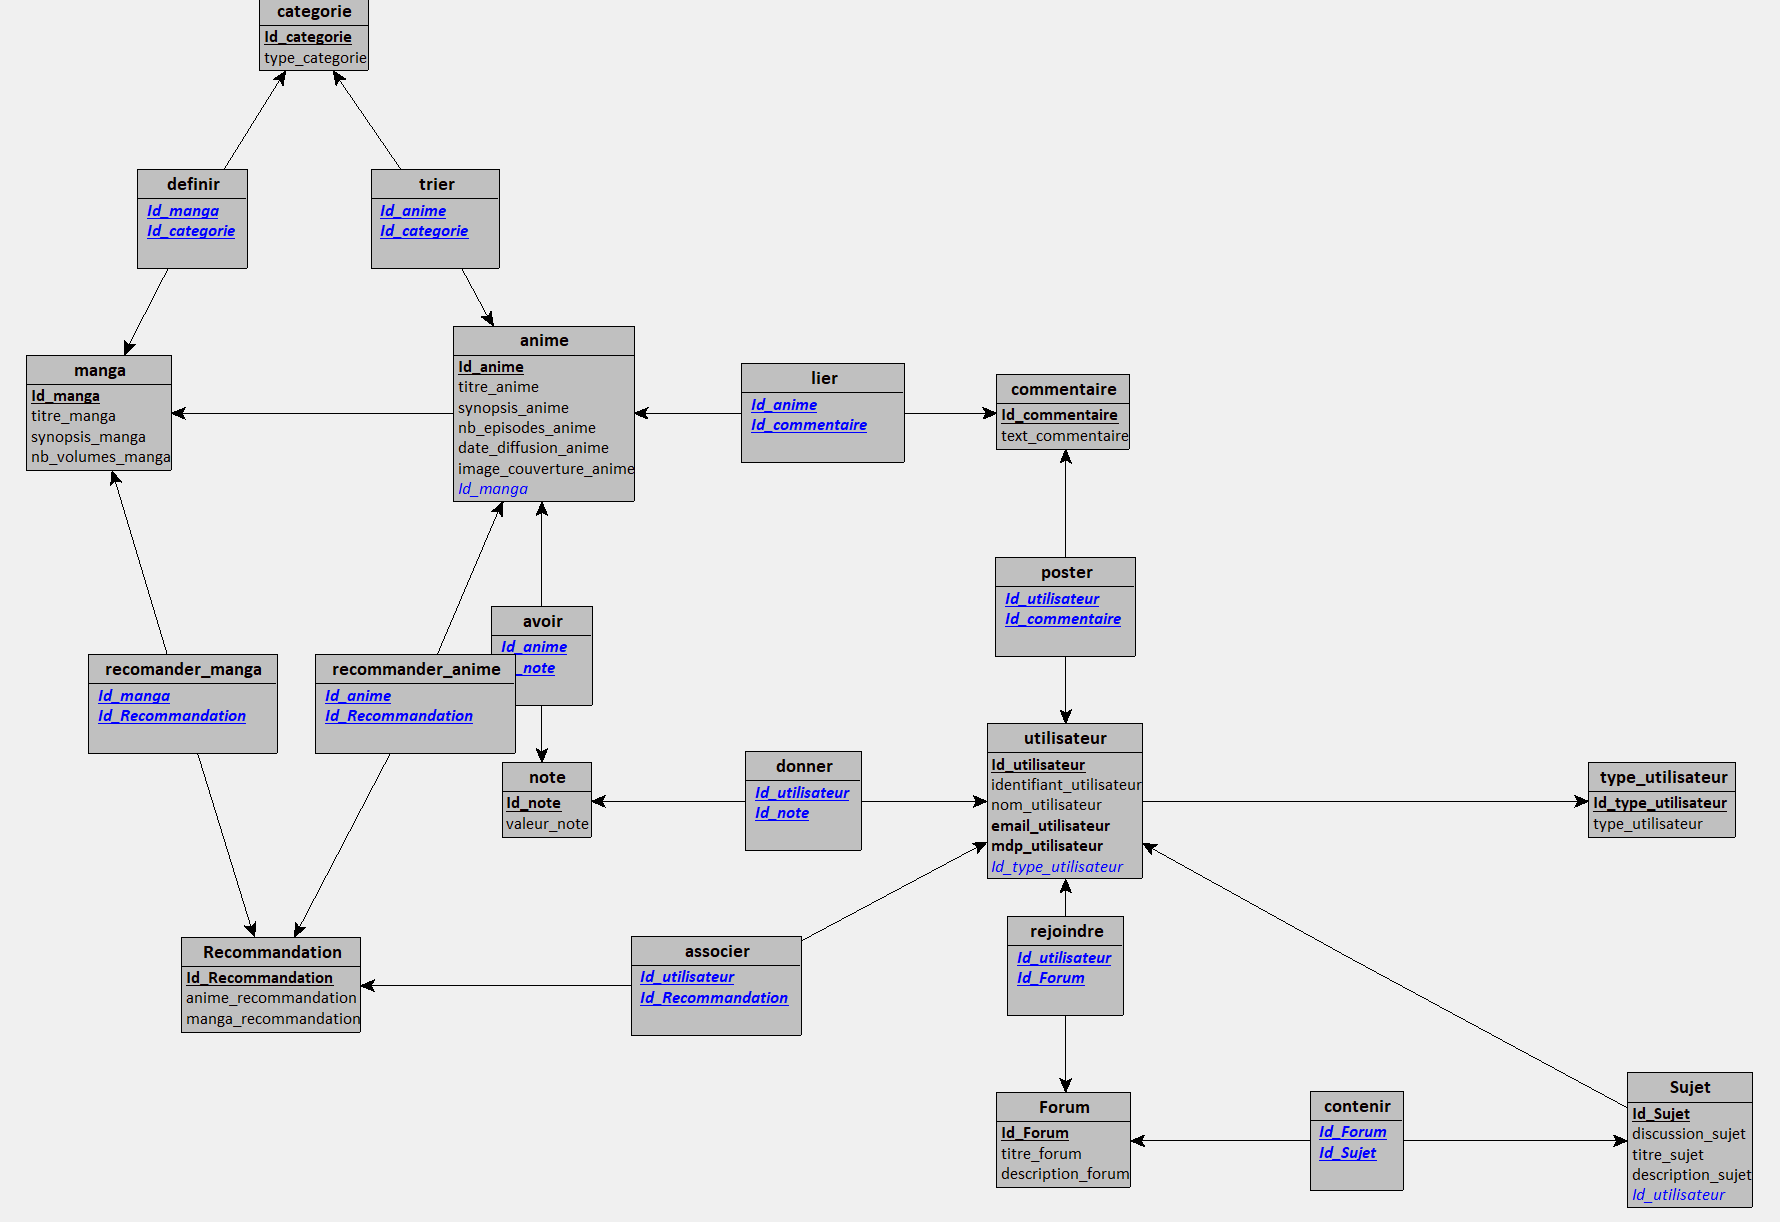 categorie
Id_categorie
type_categorie
definir
Id_manga
Id_categorie
trier
Id_anime
Id_categorie
manga
Id_manga
titre_manga
synopsis_manga
nb_volumes_manga
anime
Id_anime
titre_anime
synopsis_anime
nb_episodes_anime
date_diffusion_anime
image_couverture_anime
Id_manga
lier
Id_anime
Id_commentaire
commentaire
Id_commentaire
text_commentaire
poster
Id_utilisateur
Id_commentaire
avoir
Id_anime
_note
recomander_manga
Id_manga
Id_Recommandation
recommander_anime
Id_anime
Id_Recommandation
note
Id_note
valeur_note
donner
Id_utilisateur
Id_note
utilisateur
Id_utilisateur
identifiant_utilisateur
nom_utilisateur
email_utilisateur
mdp_utilisateur
Id_type_utilisateur
type_utilisateur
Id_type_utilisateur
type_utilisateur
Recommandation
Id_Recommandation
anime_recommandation
manga_recommandation
associer
Id_utilisateur
Id_Recommandation
rejoindre
Id_utilisateur
Id_Forum
Forum
Id_Forum
titre_forum
description_forum
contenir
Id_Forum
Id_Sujet
Sujet
Id_Sujet
discussion_sujet
titre_sujet
description_sujet
Id_utilisateur